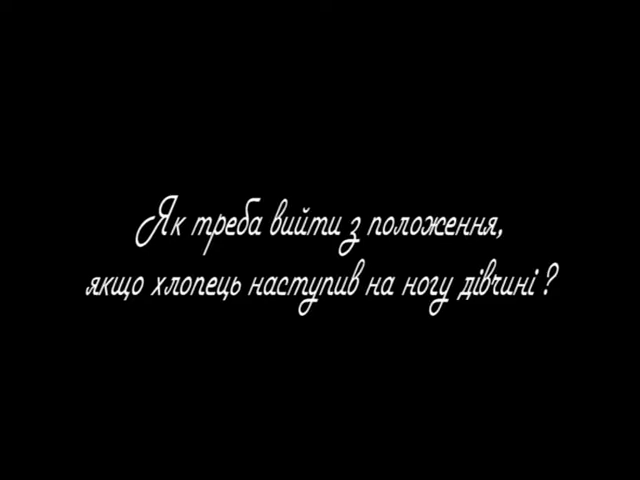 Як треба вийти з положення,
якщо хлопець наступив на ногу дівчині ?